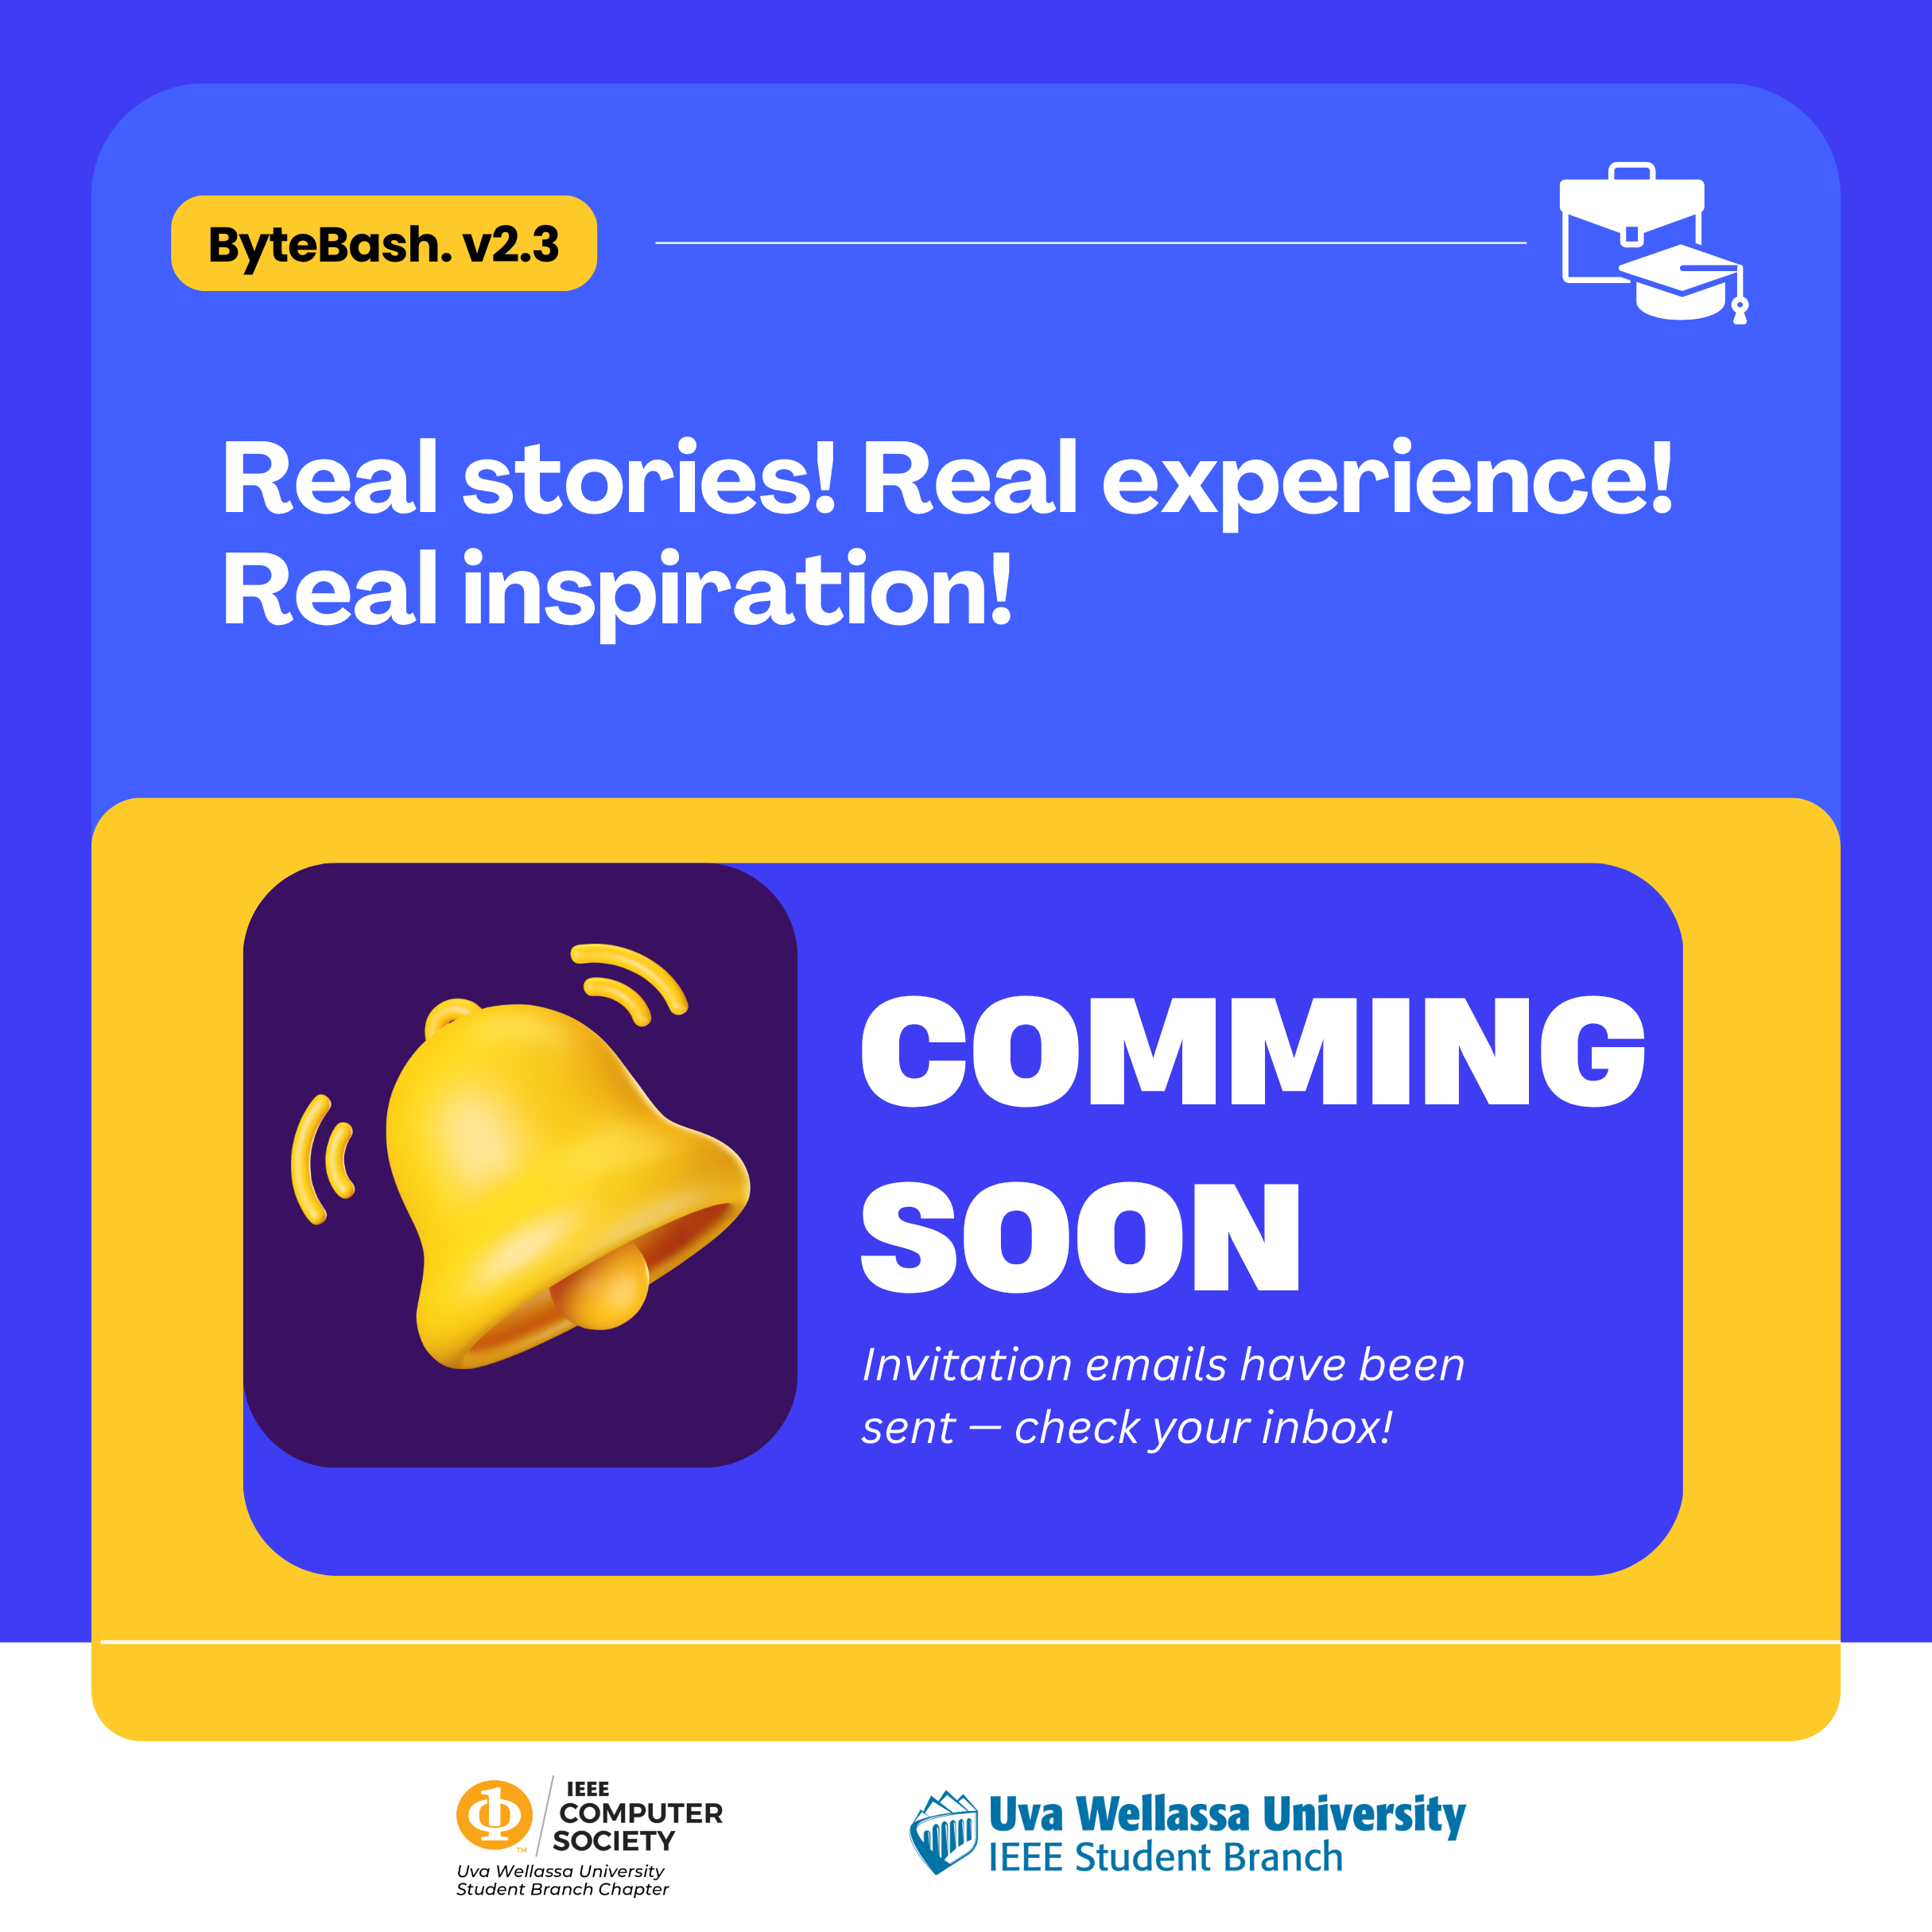 ByteBash. v2.3
Real stories! Real experience!
Real inspiration!
COMMING
SOON
Invitation emails have been
sent — check your inbox!
IEEE
COMPUTER
SOCIETY
TM
Uva Wellassa University
Student Branch Chapter
Uva Wellassa University
IEEE Student Branch